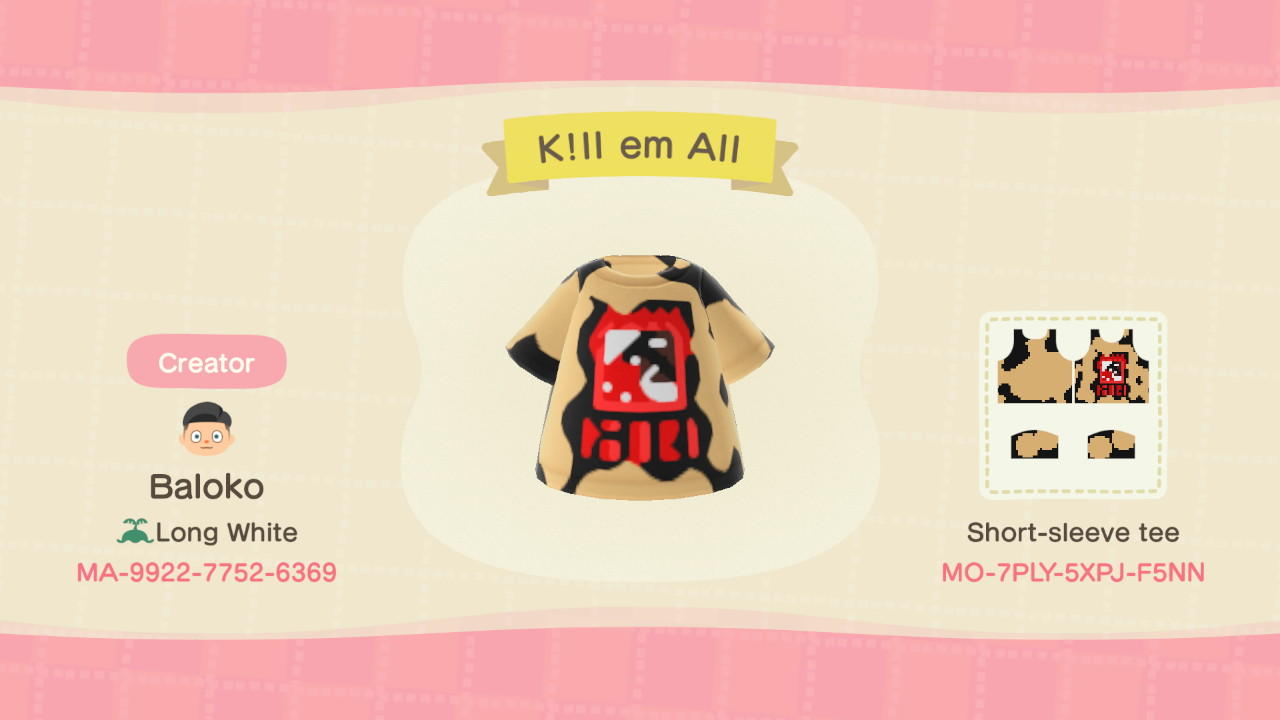 K!ll em All
Creator
Baloko
Long White
MA-9922-7752-6369
Short-sleeve tee
MO-7PLY-5XPJ-F5NN